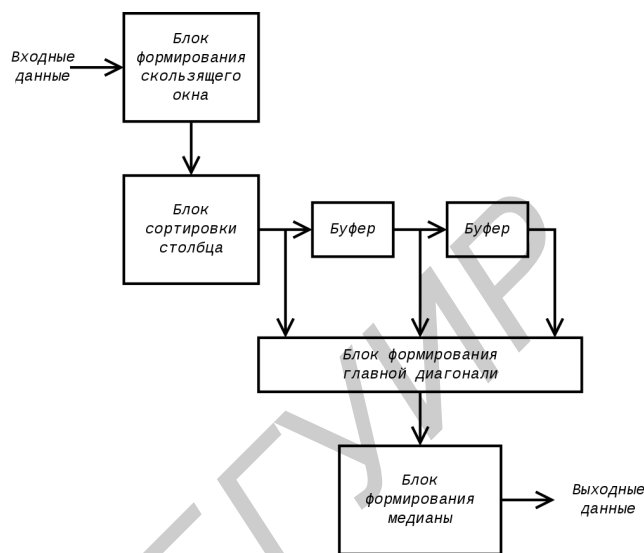 Блок
формирования
скользящего
окна
Входные
данные
Блок
сортировки
столбца
Буфер
Буфер
Блок формирования
главной диагонали
Блок
формирования
медианы
Выходные
данные
БГУИР